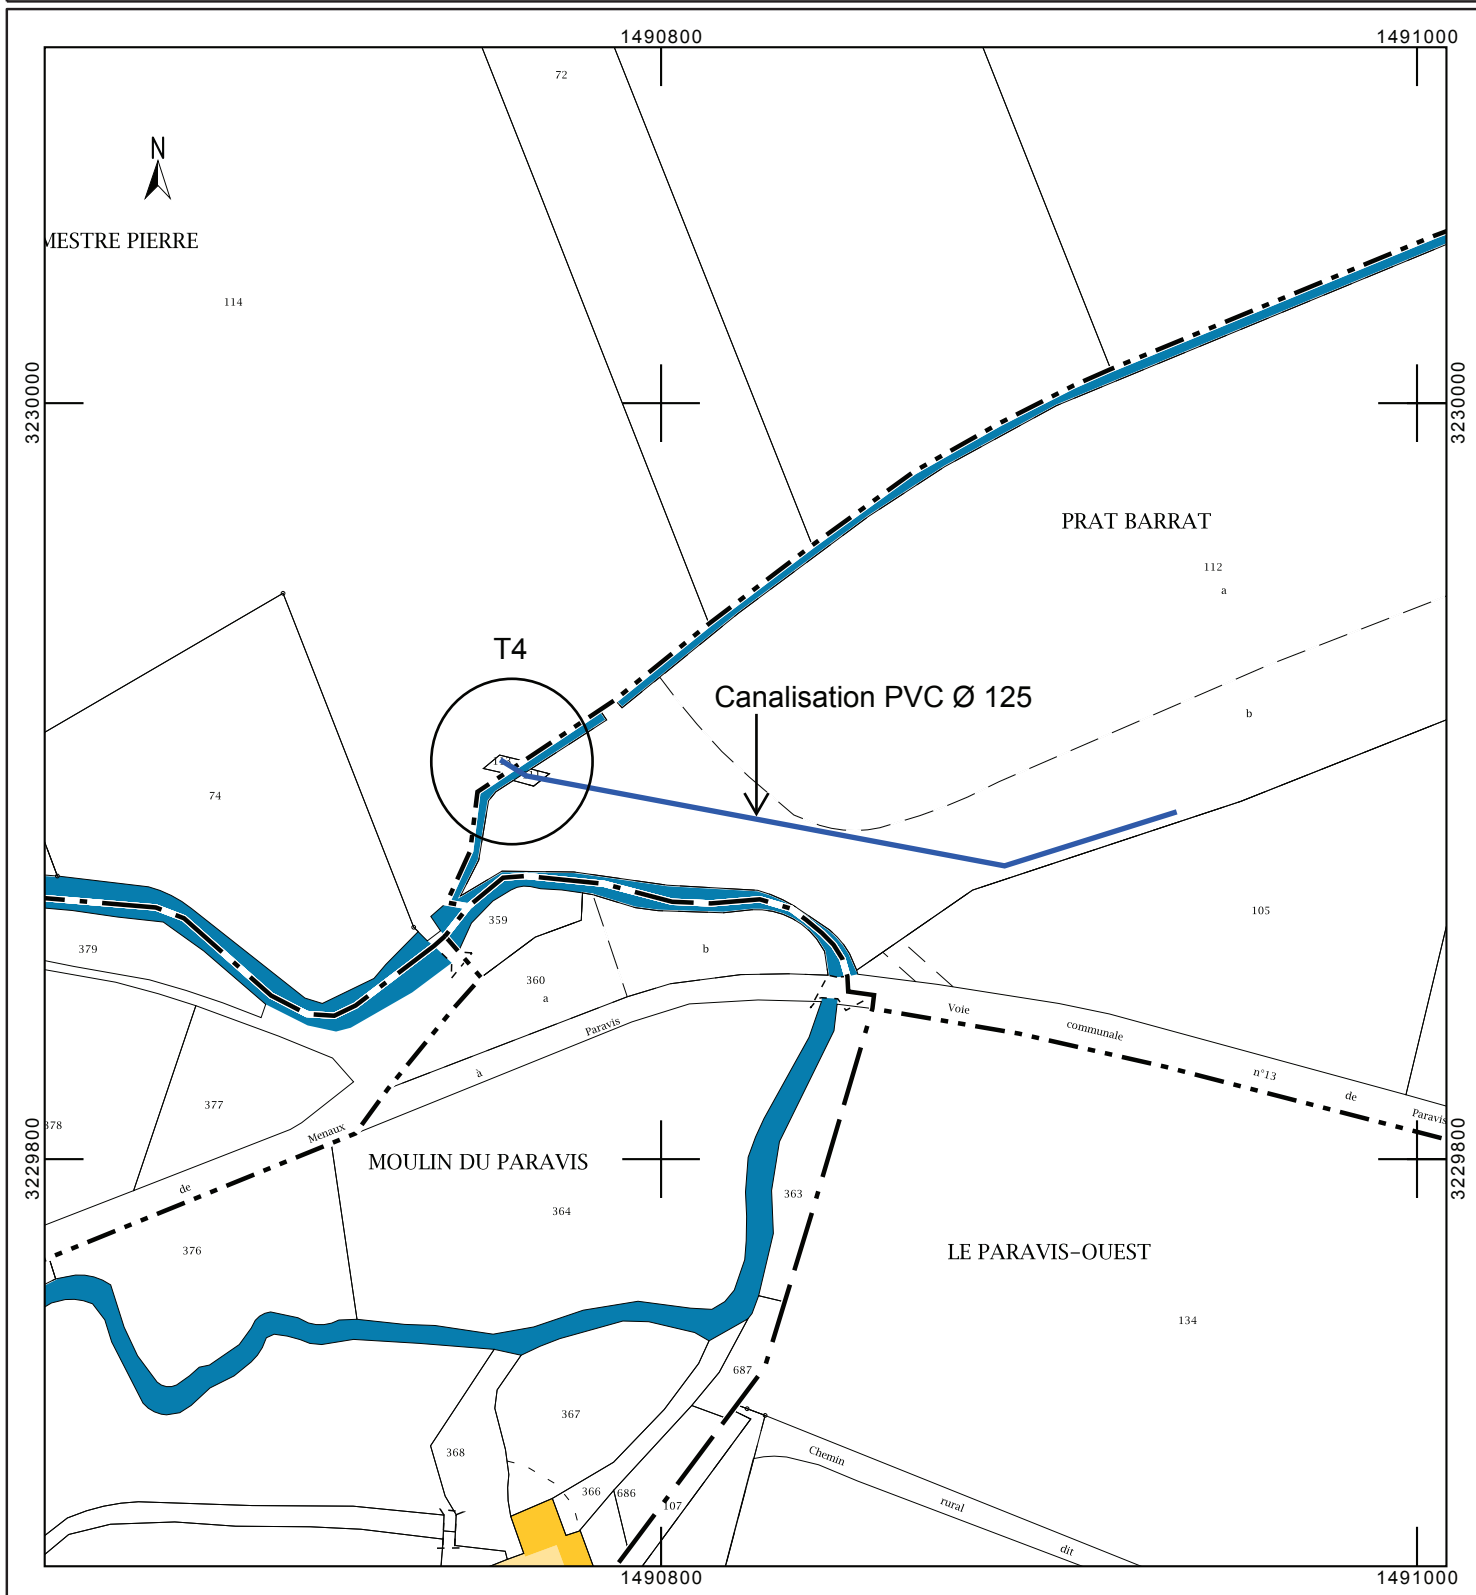 1490800
1491000
72
N
MESTRE PIERRE
114
3230000
3230000
PRAT BARRAT
112
a
T4
Canalisation PVC Ø 125
b
74
105
359
379
b
360
a
Voie communale n°13 de Paravis
Menaux à Paravis
de
377
378
3229800
3229800
MOULIN DU PARAVIS
363
364
376
LE PARAVIS-OUEST
134
687
367
368
Chemin rural dit
366
686
107
1490800
1491000